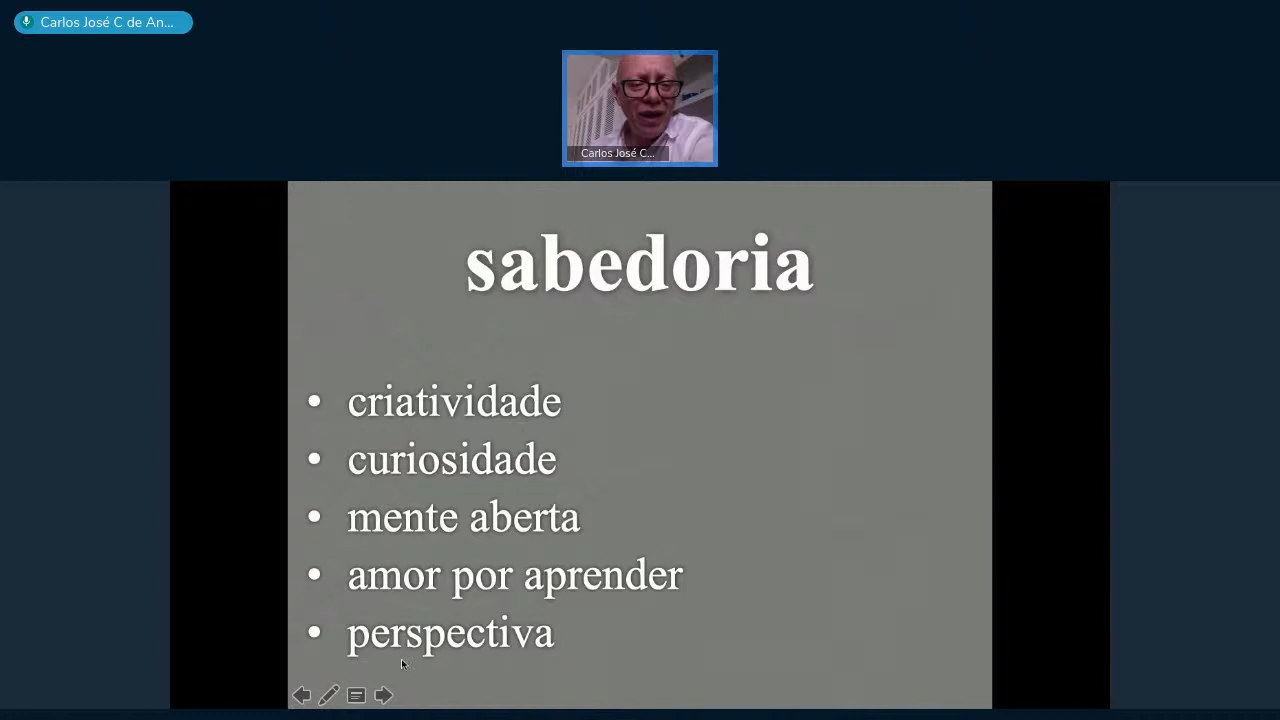 Carlos José C de An...
Carlos José C...
sabedoria
• criatividade
• curiosidade
• mente aberta
• amor por aprender
• perspectiva